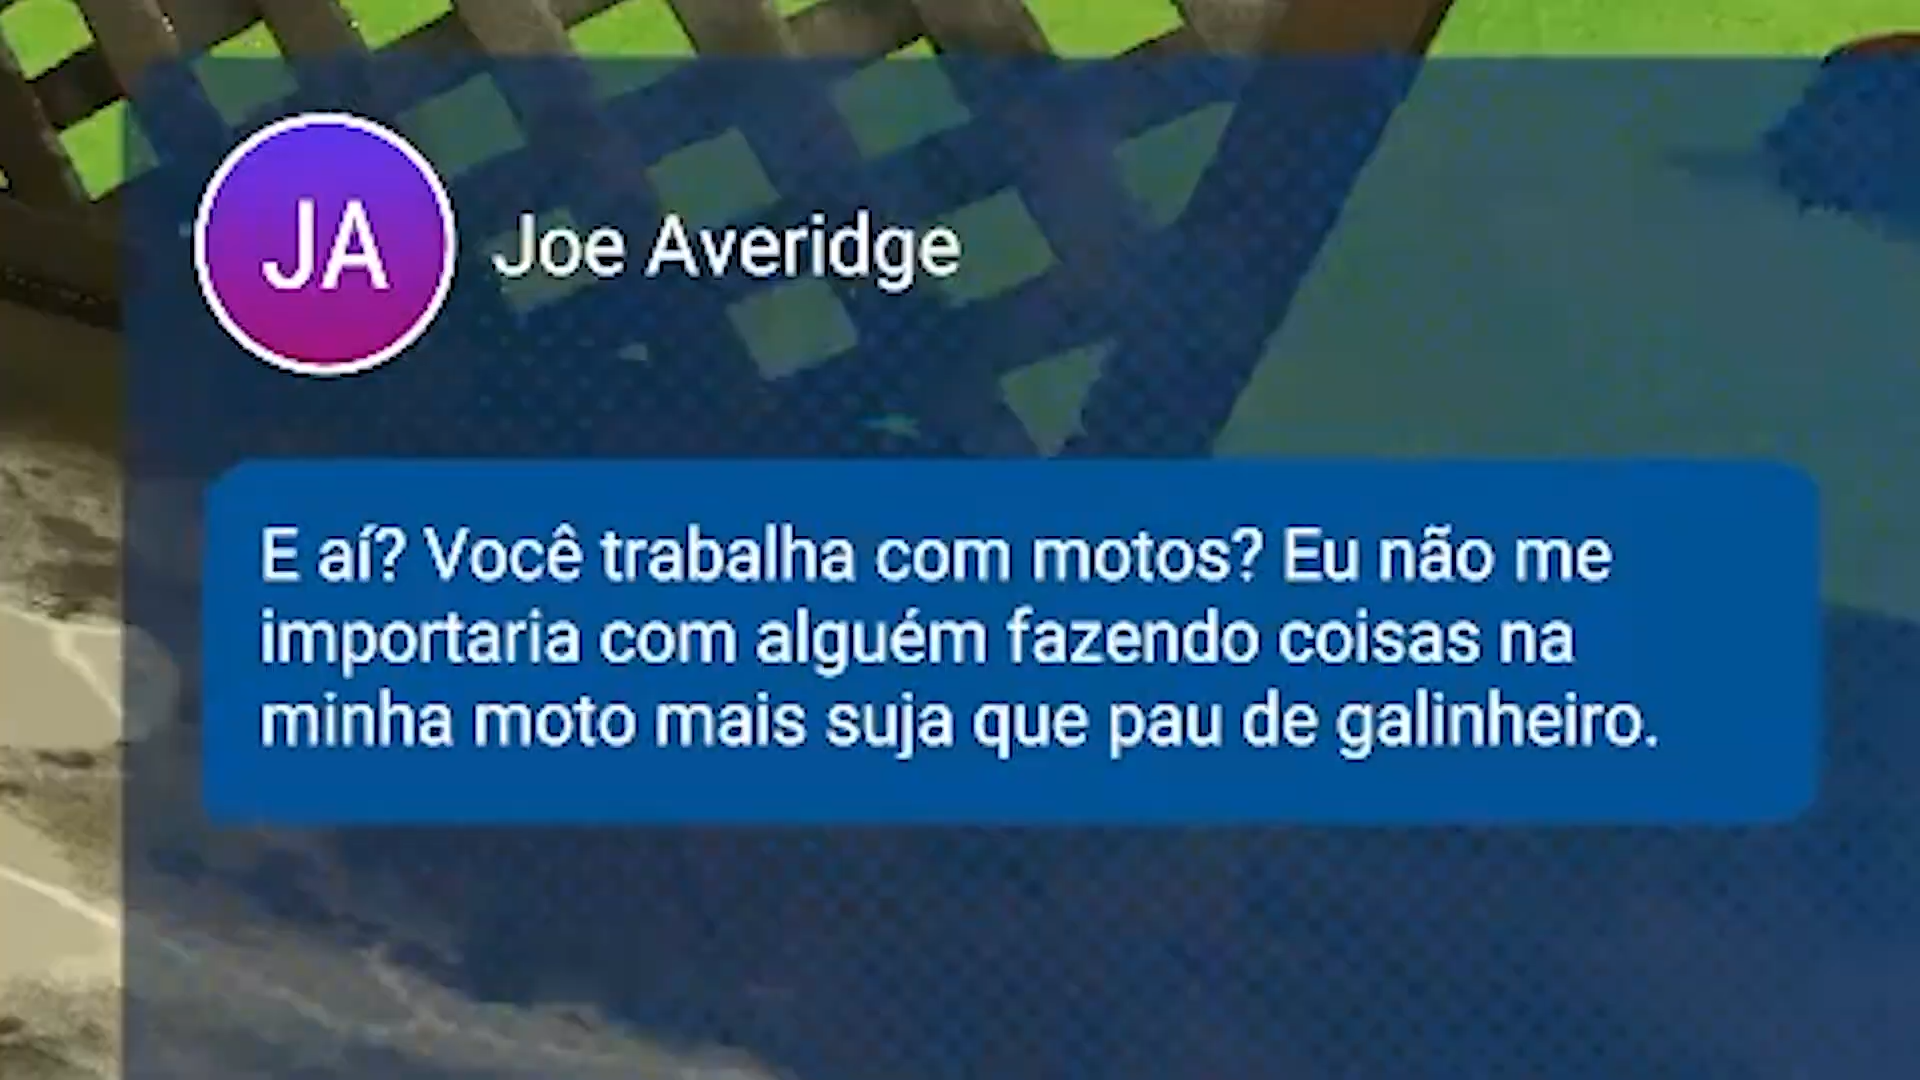 JA
Joe Averidge
E aí? Você trabalha com motos? Eu não me
importaria com alguém fazendo coisas na
minha moto mais suja que pau de galinheiro.